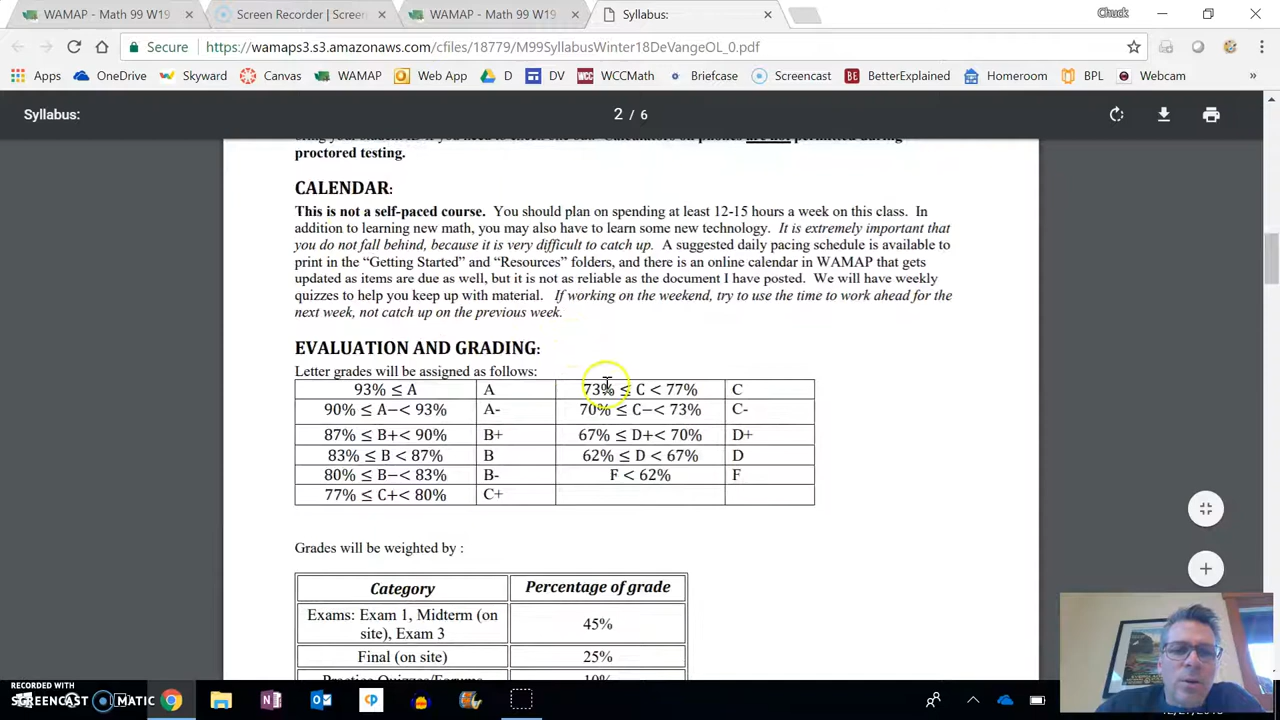 WAMAP - Math 99 W19 × Screen Recorder | Screen × WAMAP - Math 99 W19 × Syllabus: × Chuck
Secure https://wamaps3.s3.amazonaws.com/cfiles/18779/M99SyllabusWinter18DeVangeOL_0.pdf
Apps OneDrive Skyward Canvas WAMAP Web App D DV WCC WCCMath Briefcase Screencast BE BetterExplained Homeroom BPL Webcam
Syllabus: 2 / 6
proctored testing.
CALENDAR:
This is not a self-paced course. You should plan on spending at least 12-15 hours a week on this class. In
addition to learning new math, you may also have to learn some new technology. It is extremely important that
you do not fall behind, because it is very difficult to catch up. A suggested daily pacing schedule is available to
print in the “Getting Started” and “Resources” folders, and there is an online calendar in WAMAP that gets
updated as items are due as well, but it is not as reliable as the document I have posted. We will have weekly
quizzes to help you keep up with material. If working on the weekend, try to use the time to work ahead for the
next week, not catch up on the previous week.
EVALUATION AND GRADING:
Letter grades will be assigned as follows:
93% ≤ A A 73% ≤ C < 77% C
90% ≤ A−< 93% A- 70% ≤ C−< 73% C-
87% ≤ B+< 90% B+ 67% ≤ D+< 70% D+
83% ≤ B < 87% B 62% ≤ D < 67% D
80% ≤ B−< 83% B- F < 62% F
77% ≤ C+< 80% C+
Grades will be weighted by :
Category Percentage of grade
Exams: Exam 1, Midterm (on
site), Exam 3 45%
Final (on site) 25%
RECORDED WITH
SCREENCAST MATIC